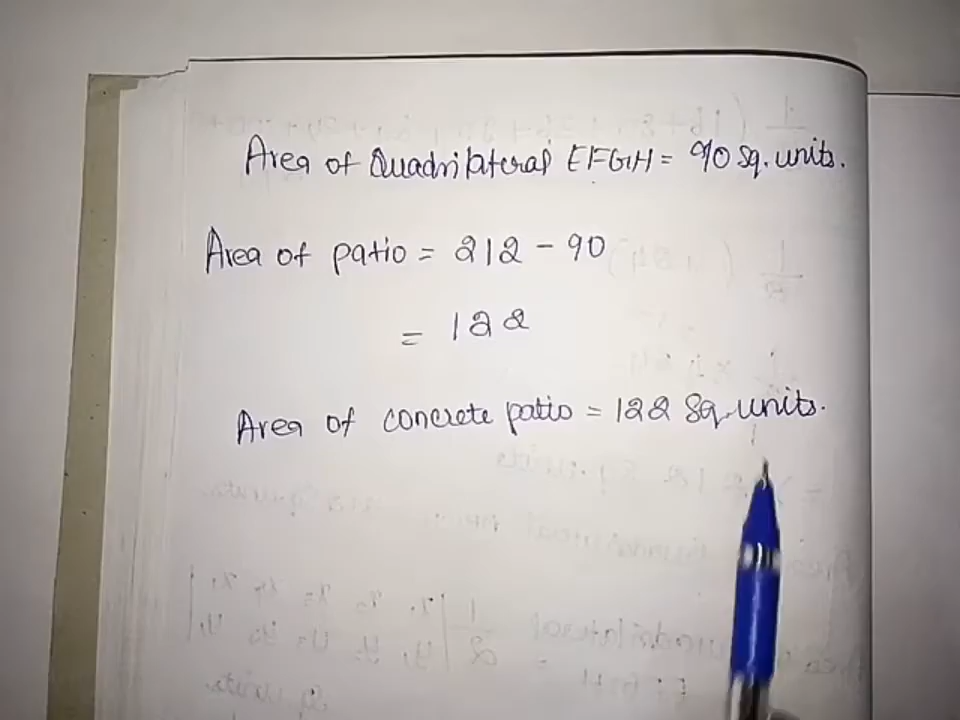 Area of Quadrilateral EFGH = 90 sq. units.
Area of patio = 212 - 90
= 122
Area of concrete patio = 122 sq. units.